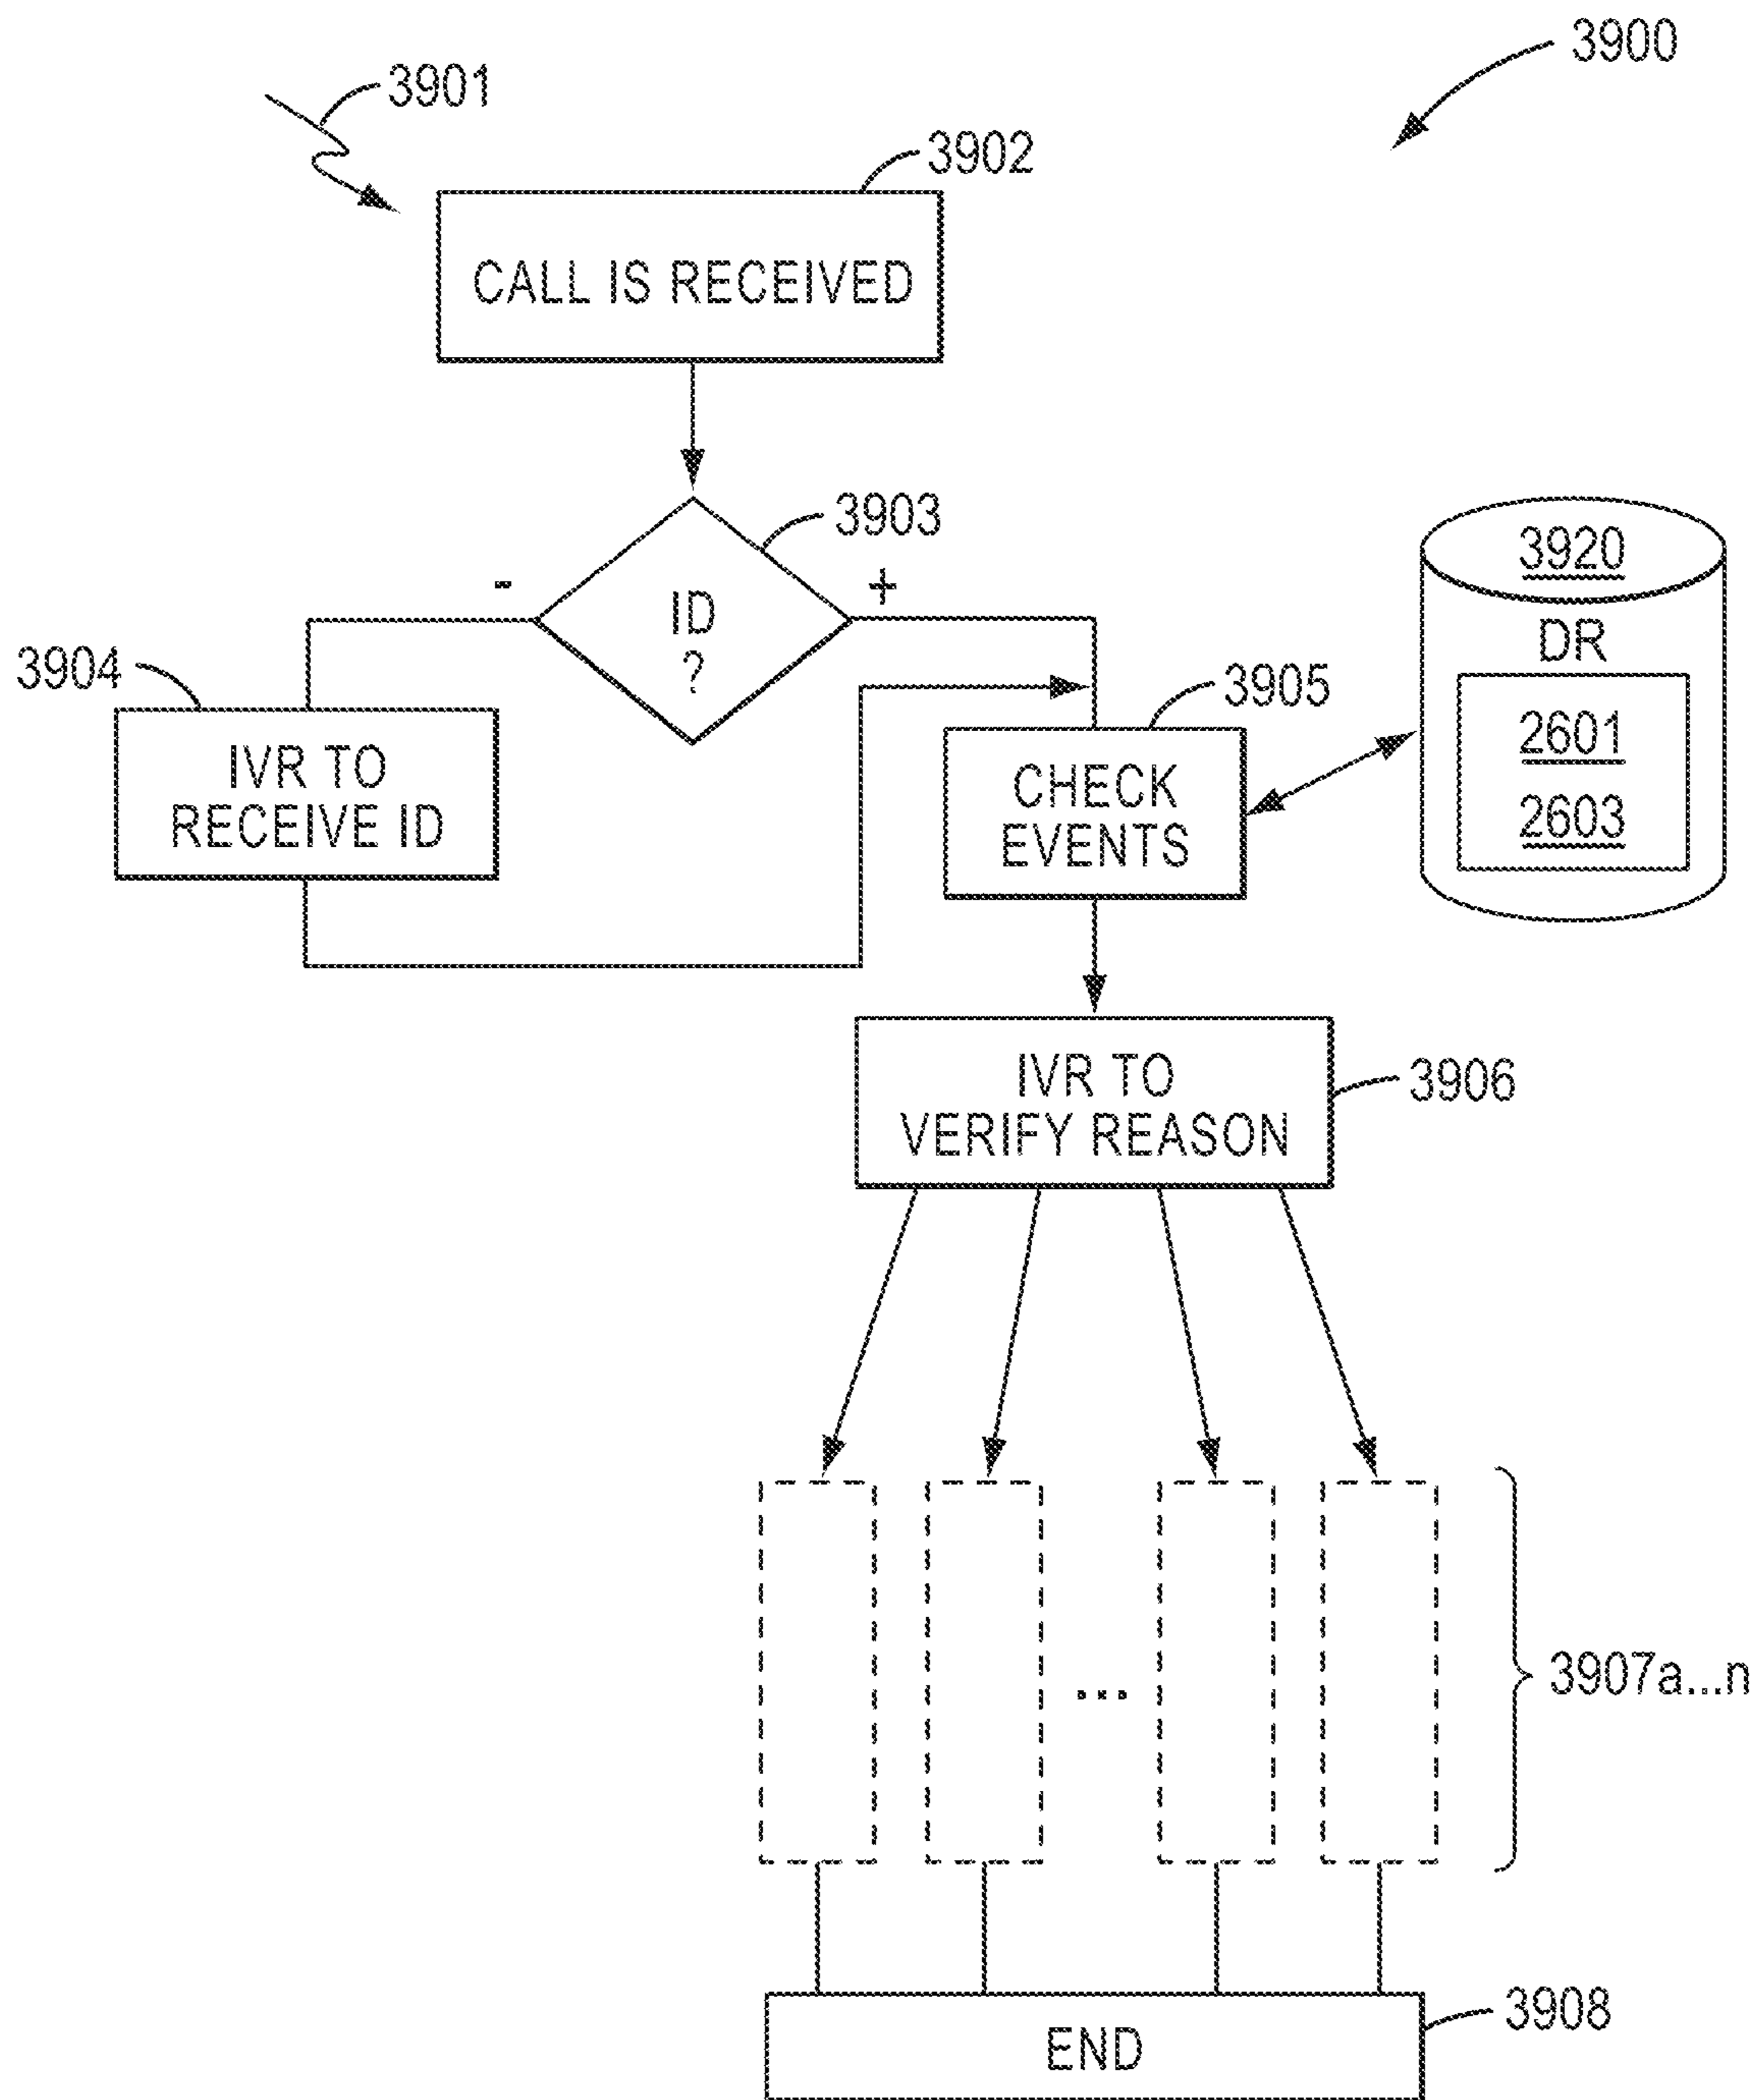 3900
3901
3902
CALL IS RECEIVED
3903
-
+
ID
?
3920
DR
2601
2603
3904
IVR TO
RECEIVE ID
3905
CHECK
EVENTS
IVR TO
VERIFY REASON
3906
...
3907a...n
3908
END